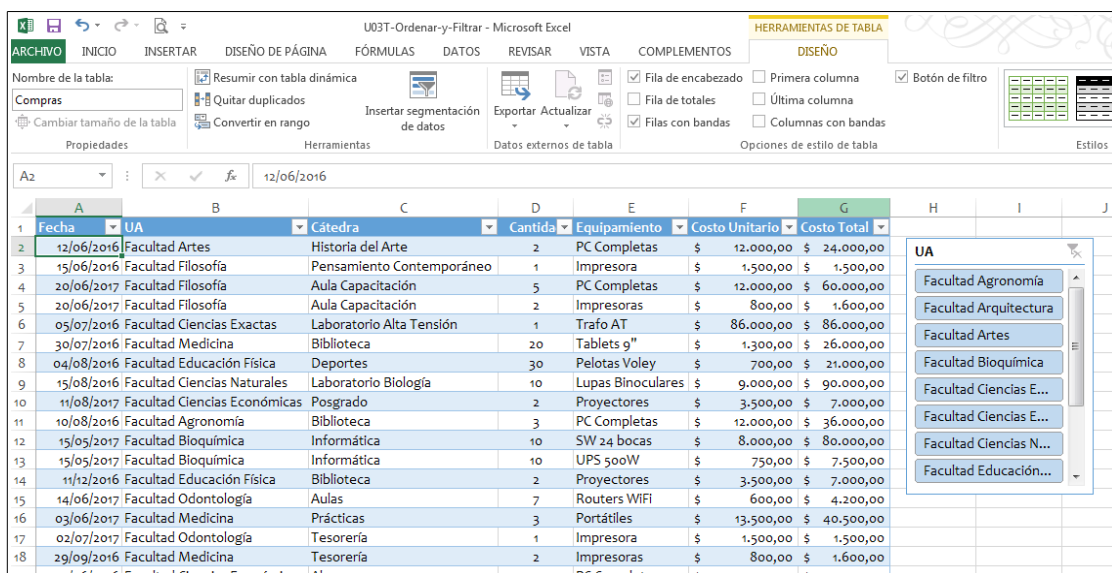 U03T-Ordenar-y-Filtrar - Microsoft Excel
HERRAMIENTAS DE TABLA
ARCHIVO INICIO INSERTAR DISEÑO DE PÁGINA FÓRMULAS DATOS REVISAR VISTA COMPLEMENTOS DISEÑO
Nombre de la tabla:
Compras
Cambiar tamaño de la tabla
Propiedades
Resumir con tabla dinámica
Quitar duplicados
Convertir en rango
Insertar segmentación
de datos
Herramientas
Exportar Actualizar
Datos externos de tabla
Fila de encabezado Primera columna Botón de filtro
Fila de totales Última columna
Filas con bandas Columnas con bandas
Opciones de estilo de tabla
Estilos
A2 fx 12/06/2016
A B C D E F G H I J
1 Fecha UA Cátedra Cantida Equipamiento Costo Unitario Costo Total
2 12/06/2016 Facultad Artes Historia del Arte 2 PC Completas $ 12.000,00 $ 24.000,00
3 15/06/2016 Facultad Filosofía Pensamiento Contemporáneo 1 Impresora $ 1.500,00 $ 1.500,00
4 20/06/2017 Facultad Filosofía Aula Capacitación 5 PC Completas $ 12.000,00 $ 60.000,00
5 20/06/2017 Facultad Filosofía Aula Capacitación 2 Impresoras $ 800,00 $ 1.600,00
6 05/07/2016 Facultad Ciencias Exactas Laboratorio Alta Tensión 1 Trafo AT $ 86.000,00 $ 86.000,00
7 30/07/2016 Facultad Medicina Biblioteca 20 Tablets 9" $ 1.300,00 $ 26.000,00
8 04/08/2016 Facultad Educación Física Deportes 30 Pelotas Voley $ 700,00 $ 21.000,00
9 15/08/2016 Facultad Ciencias Naturales Laboratorio Biología 10 Lupas Binoculares $ 9.000,00 $ 90.000,00
10 11/08/2017 Facultad Ciencias Económicas Posgrado 2 Proyectores $ 3.500,00 $ 7.000,00
11 10/08/2016 Facultad Agronomía Biblioteca 3 PC Completas $ 12.000,00 $ 36.000,00
12 15/05/2017 Facultad Bioquímica Informática 10 SW 24 bocas $ 8.000,00 $ 80.000,00
13 15/05/2017 Facultad Bioquímica Informática 10 UPS 500W $ 750,00 $ 7.500,00
14 11/12/2016 Facultad Educación Física Biblioteca 2 Proyectores $ 3.500,00 $ 7.000,00
15 14/06/2017 Facultad Odontología Aulas 7 Routers WiFi $ 600,00 $ 4.200,00
16 03/06/2017 Facultad Medicina Prácticas 3 Portátiles $ 13.500,00 $ 40.500,00
17 02/07/2017 Facultad Odontología Tesorería 1 Impresora $ 1.500,00 $ 1.500,00
18 29/09/2016 Facultad Medicina Tesorería 2 Impresoras $ 800,00 $ 1.600,00
UA
Facultad Agronomía
Facultad Arquitectura
Facultad Artes
Facultad Bioquímica
Facultad Ciencias E...
Facultad Ciencias E...
Facultad Ciencias N...
Facultad Educación...